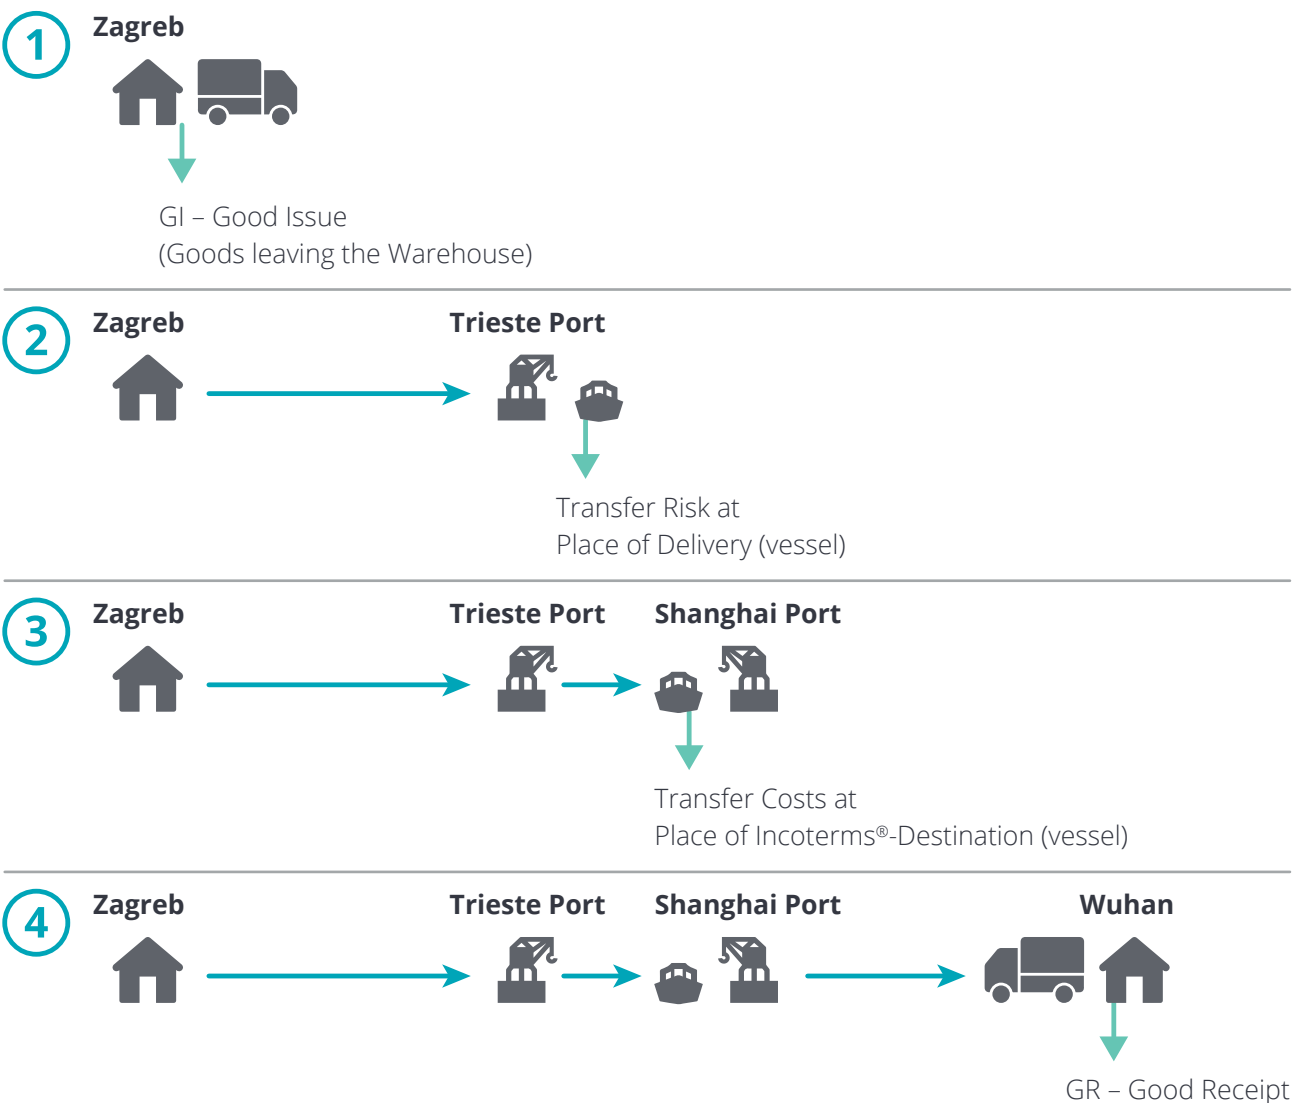 1
Zagreb
GI – Good Issue
(Goods leaving the Warehouse)
2
Zagreb
Trieste Port
Transfer Risk at
Place of Delivery (vessel)
3
Zagreb
Trieste Port
Shanghai Port
Transfer Costs at
Place of Incoterms®-Destination (vessel)
4
Zagreb
Trieste Port
Shanghai Port
Wuhan
GR – Good Receipt